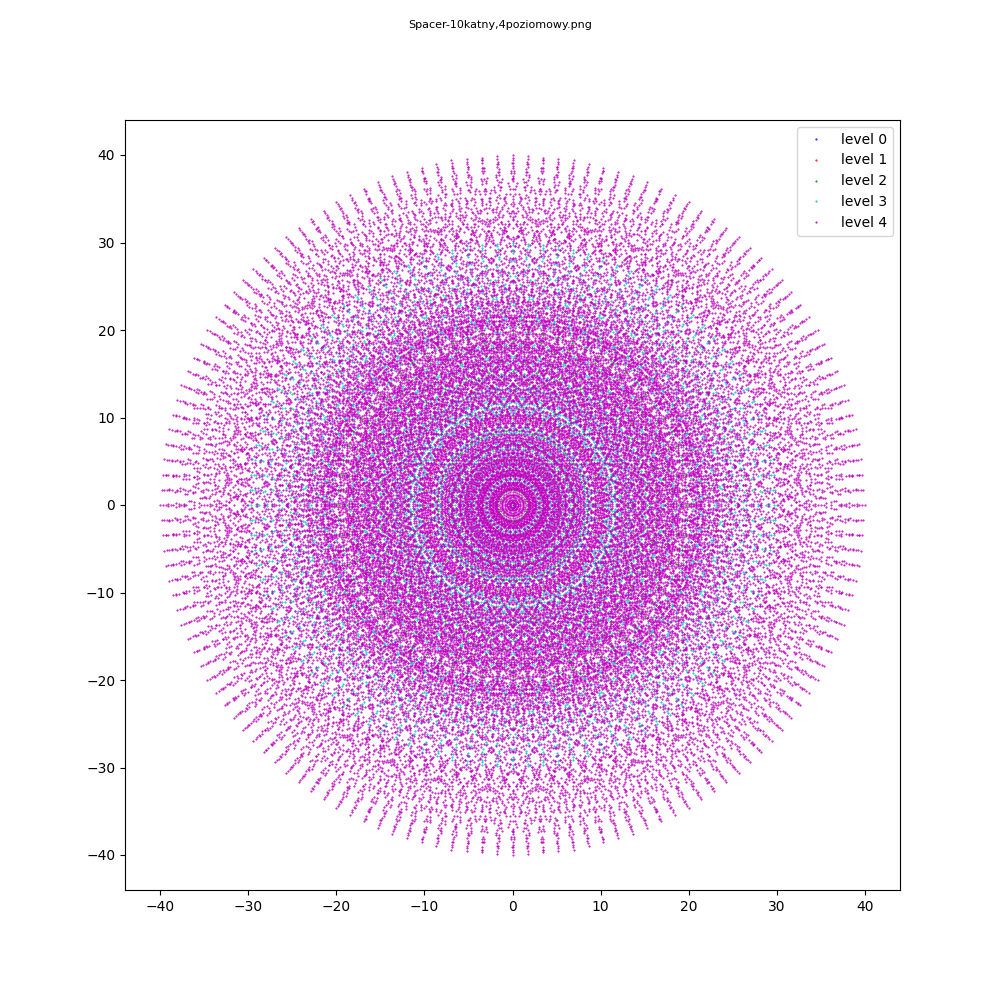 Spacer-10katny,4poziomowy.png
level 0
level 1
level 2
level 3
level 4
40
30
20
10
0
−10
−20
−30
−40
−40 −30 −20 −10 0 10 20 30 40